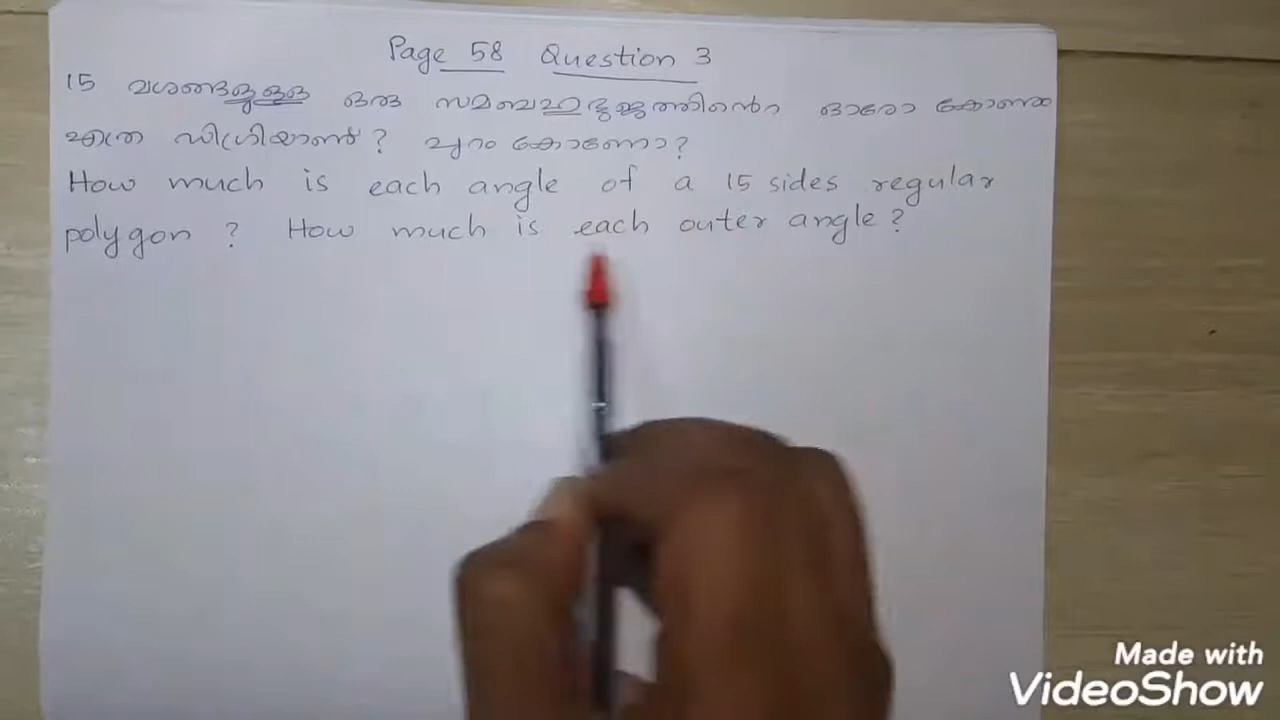 Page 58 Question 3
15 വശങ്ങളുള്ള ഒരു സമബഹുഭുജത്തിന്റെ ഓരോ കോണും
എത്ര ഡിഗ്രിയാണ്? പുറം കോണോ?
How much is each angle of a 15 sides regular
polygon? How much is each outer angle?
Made with
VideoShow